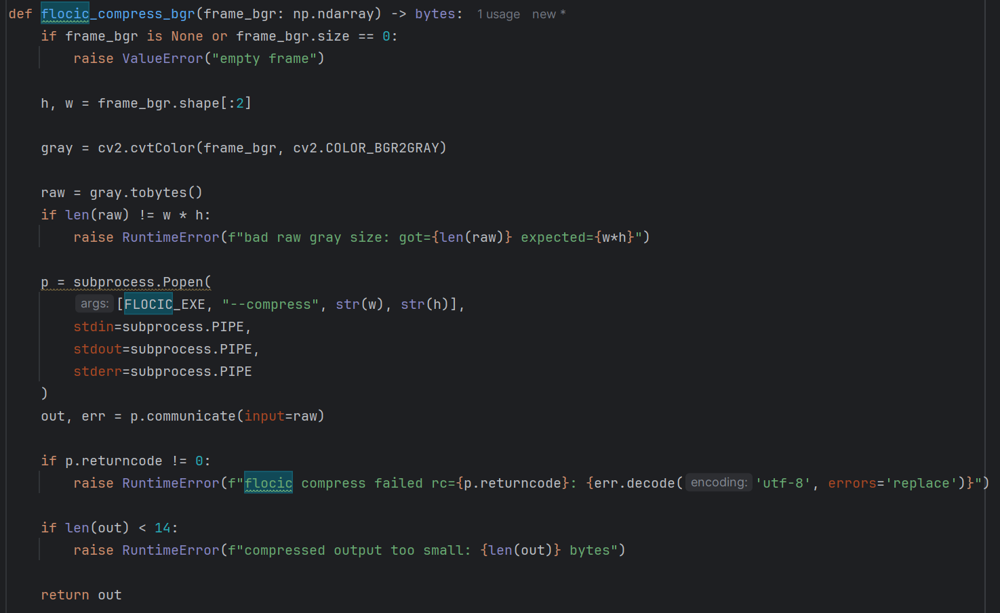 def flocic_compress_bgr(frame_bgr: np.ndarray) -> bytes: 1 usage new *
    if frame_bgr is None or frame_bgr.size == 0:
        raise ValueError("empty frame")

    h, w = frame_bgr.shape[:2]

    gray = cv2.cvtColor(frame_bgr, cv2.COLOR_BGR2GRAY)

    raw = gray.tobytes()
    if len(raw) != w * h:
        raise RuntimeError(f"bad raw gray size: got={len(raw)} expected={w*h}")

    p = subprocess.Popen(
        args: [FLOCIC_EXE, "--compress", str(w), str(h)],
        stdin=subprocess.PIPE,
        stdout=subprocess.PIPE,
        stderr=subprocess.PIPE
    )
    out, err = p.communicate(input=raw)

    if p.returncode != 0:
        raise RuntimeError(f"flocic compress failed rc={p.returncode}: {err.decode( encoding: 'utf-8', errors='replace')}")

    if len(out) < 14:
        raise RuntimeError(f"compressed output too small: {len(out)} bytes")

    return out